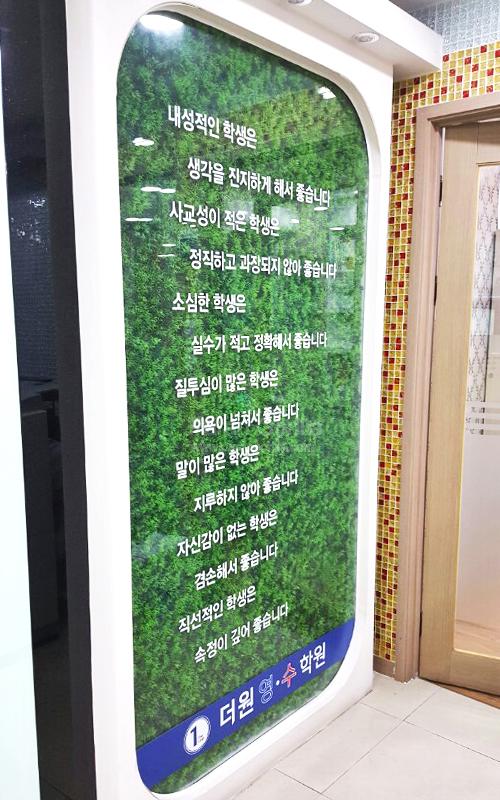 내성적인 학생은
생각을 진지하게 해서 좋습니다
사교성이 적은 학생은
정직하고 과장되지 않아 좋습니다
소심한 학생은
실수가 적고 정확해서 좋습니다
질투심이 많은 학생은
의욕이 넘쳐서 좋습니다
말이 많은 학생은
지루하지 않아 좋습니다
자신감이 없는 학생은
겸손해서 좋습니다
직선적인 학생은
속정이 깊어 좋습니다
1 더원 영·수 학원